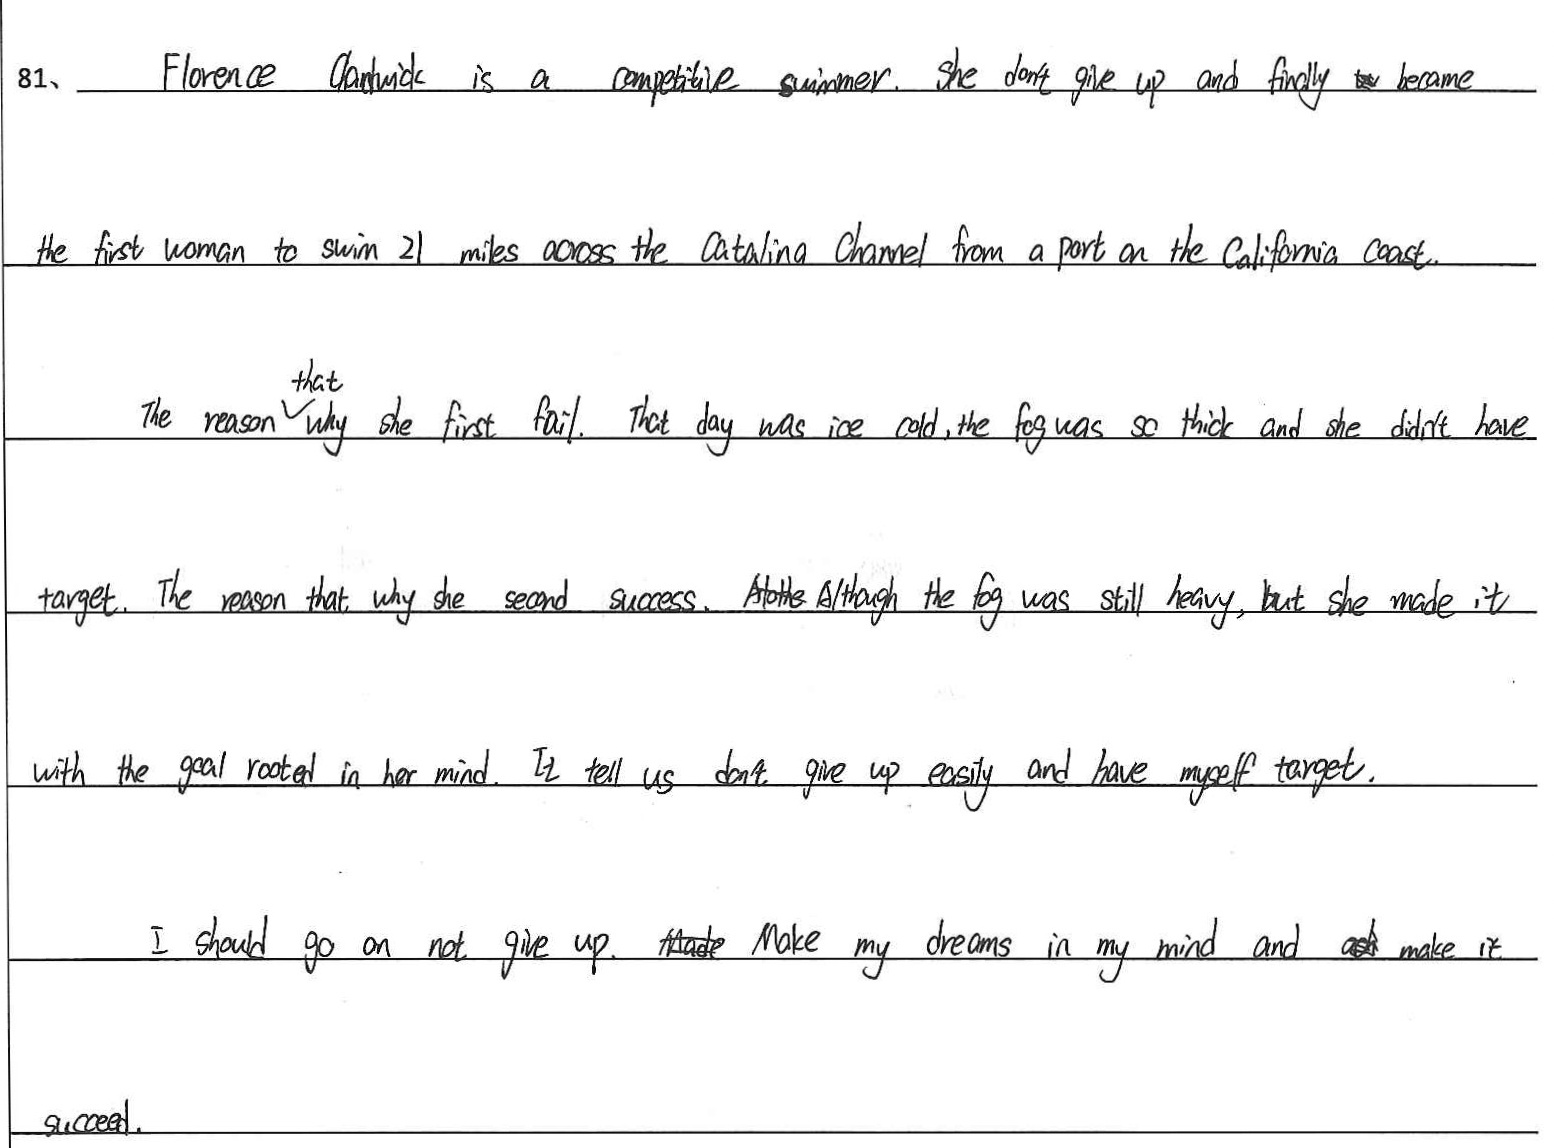 81、 Florence Chadwick is a competitive swimmer. She don't give up and finally became
the first woman to swim 21 miles across the Catalina Channel from a port on the California Coast.
that
The reason why she first fail. That day was ice cold, the fog was so thick and she didn't have
target. The reason that why she second success. Although the fog was still heavy, but she made it
with the goal rooted in her mind. It tell us don't give up easily and have myself target.
I should go on not give up. Make my dreams in my mind and make it
succeed.